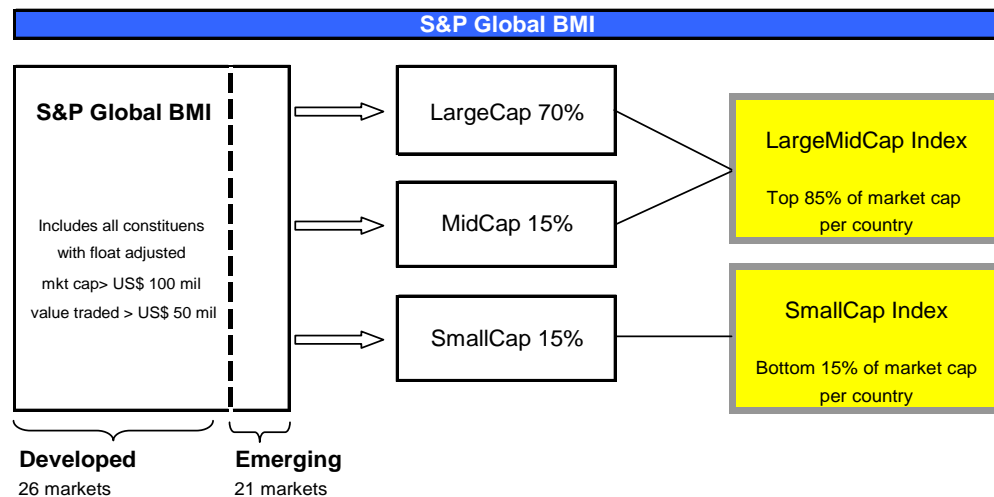 S&P Global BMI
S&P Global BMI
Includes all constituens
with float adjusted
mkt cap> US$ 100 mil
value traded > US$ 50 mil
LargeCap 70%
MidCap 15%
SmallCap 15%
LargeMidCap Index
Top 85% of market cap
per country
SmallCap Index
Bottom 15% of market cap
per country
Developed
26 markets
Emerging
21 markets